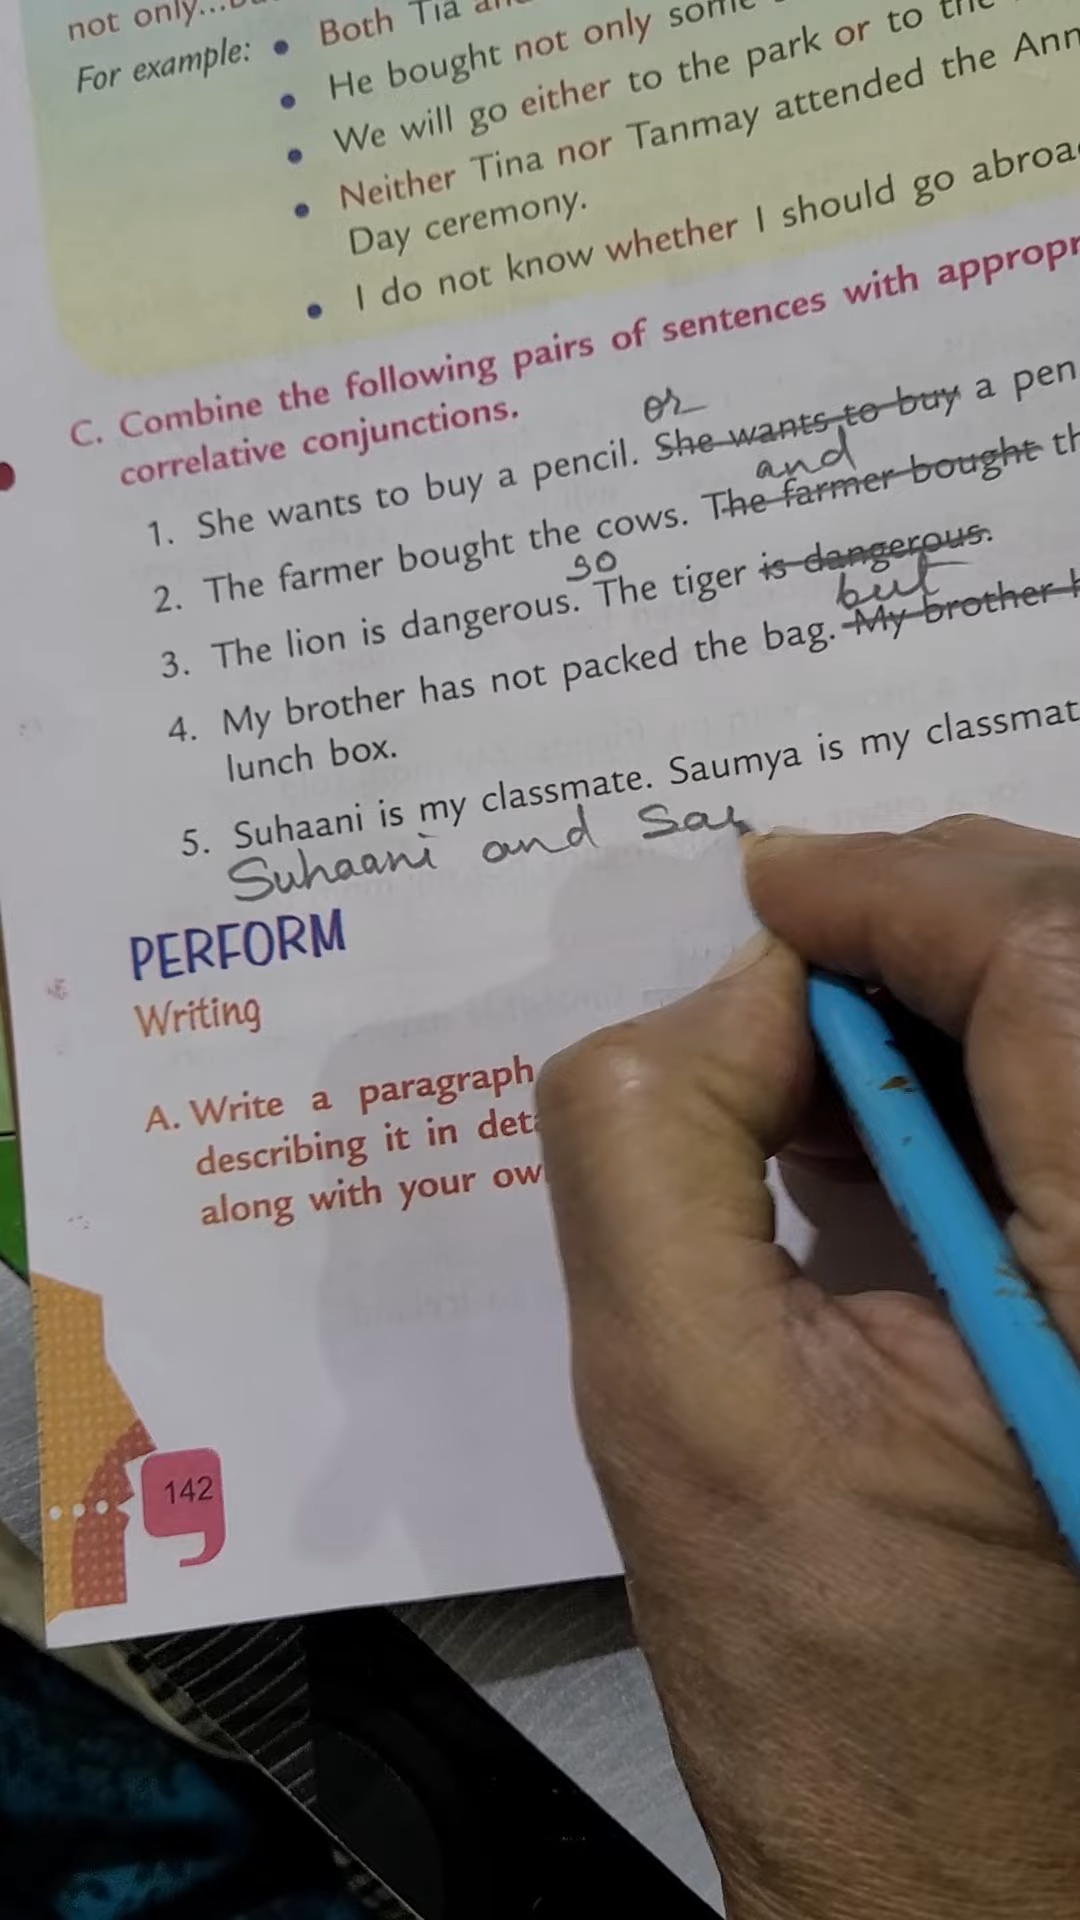 not only...
For example: • Both Tia
• He bought not only some
• We will go either to the park or to the
• Neither Tina nor Tanmay attended the Ann
Day ceremony.
• I do not know whether I should go abroa
C. Combine the following pairs of sentences with appropr
correlative conjunctions.
or
1. She wants to buy a pencil. She wants to buy a pen
and
2. The farmer bought the cows. The farmer bought th
so
3. The lion is dangerous. The tiger is dangerous.
but
4. My brother has not packed the bag. My brother h
lunch box.
5. Suhaani is my classmate. Saumya is my classmat
Suhaani and Sau
PERFORM
Writing
A. Write a paragraph
describing it in deta
along with your ow
142